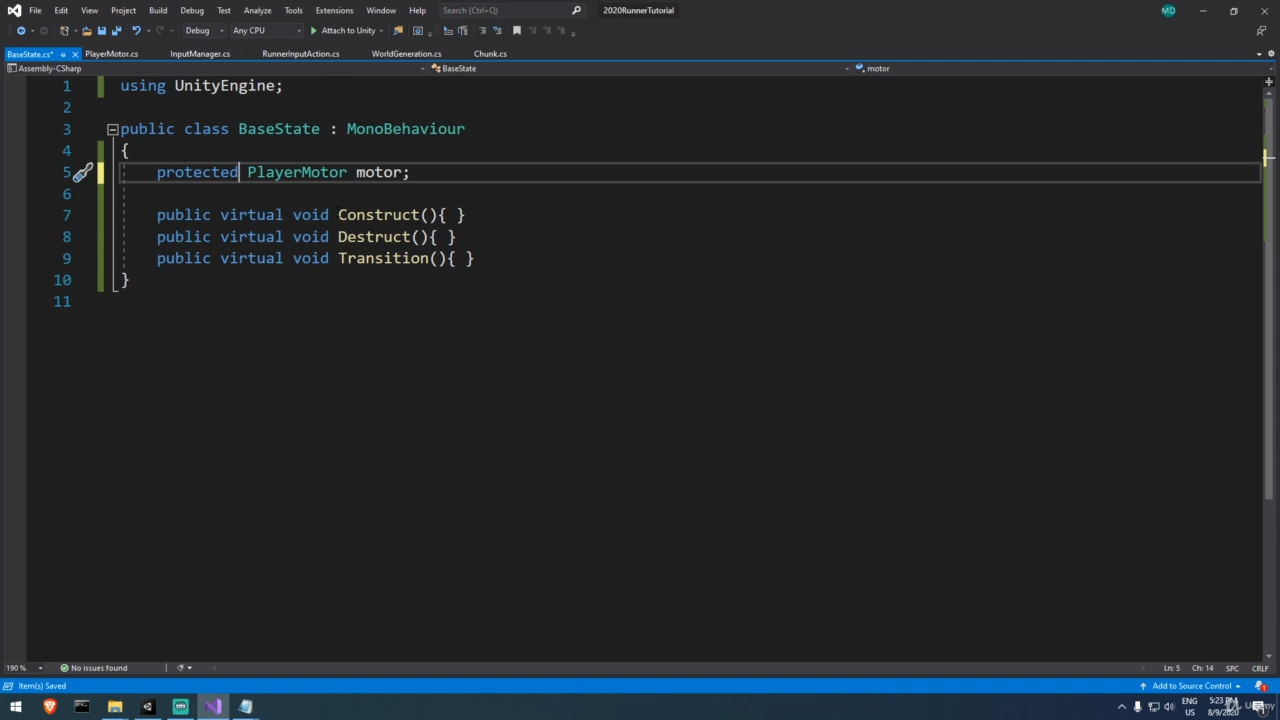 File Edit View Project Build Debug Test Analyze Tools Extensions Window Help Search (Ctrl+Q) 2020RunnerTutorial MD
Debug Any CPU Attach to Unity
BaseState.cs* PlayerMotor.cs InputManager.cs RunnerInputAction.cs WorldGeneration.cs Chunk.cs
Assembly-CSharp BaseState motor
1 using UnityEngine;
2
3 public class BaseState : MonoBehaviour
4 {
5 protected PlayerMotor motor;
6
7 public virtual void Construct(){ }
8 public virtual void Destruct(){ }
9 public virtual void Transition(){ }
10 }
11
190 % No issues found Ln: 5 Ch: 14 SPC CRLF
Item(s) Saved Add to Source Control 1
ENG 5:23 PM
US 8/9/2020
Udemy